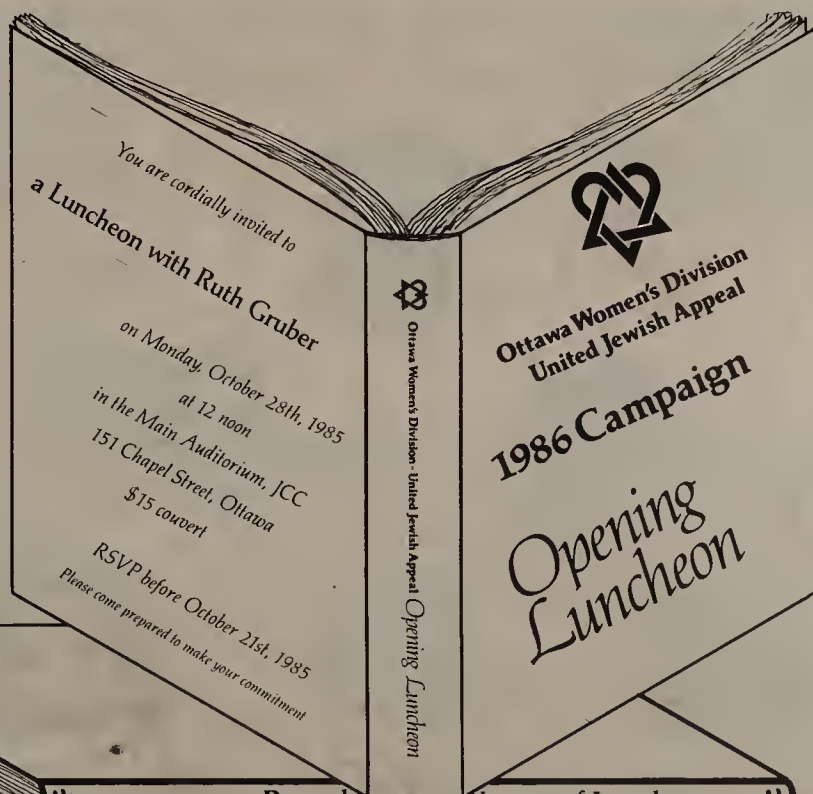 You are cordially invited to
a Luncheon with Ruth Gruber
on Monday, October 28th, 1985
at 12 noon
in the Main Auditorium, JCC
151 Chapel Street, Ottawa
$15 couvert
RSVP before October 21st, 1985
Please come prepared to make your commitment
Ottawa Women's Division - United Jewish Appeal Opening Luncheon
Ottawa Women's Division
United Jewish Appeal
1986 Campaign
Opening
Luncheon